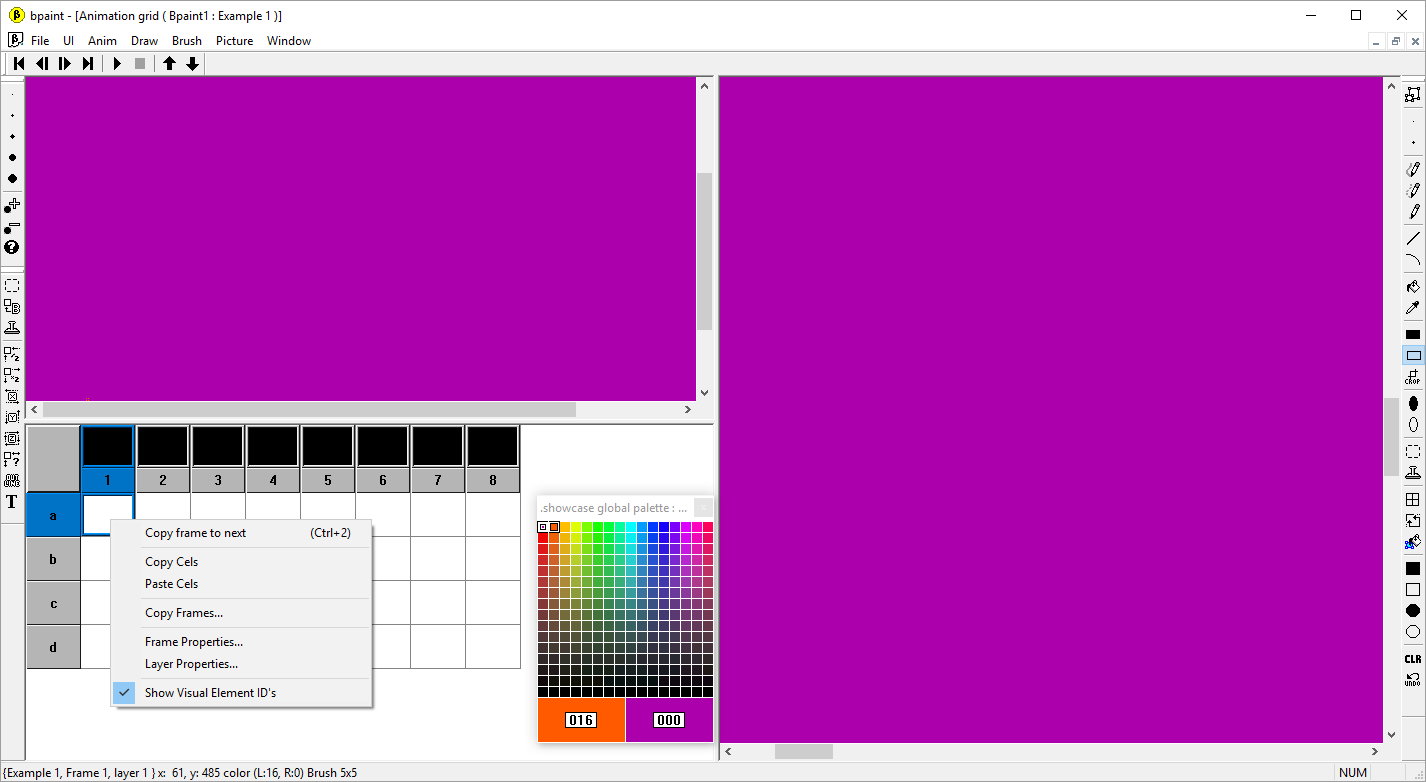 bpaint - [Animation grid ( Bpaint1 : Example 1 )]
File UI Anim Draw Brush Picture Window
CROP
1 2 3 4 5 6 7 8
a
b
c
d
Copy frame to next (Ctrl+2)
Copy Cels
Paste Cels
Copy Frames...
Frame Properties...
Layer Properties...
Show Visual Element ID's
.showcase global palette : ...
016 000
T
CLR
UNDO
{Example 1, Frame 1, layer 1 } x: 61, y: 485 color (L:16, R:0) Brush 5x5 NUM